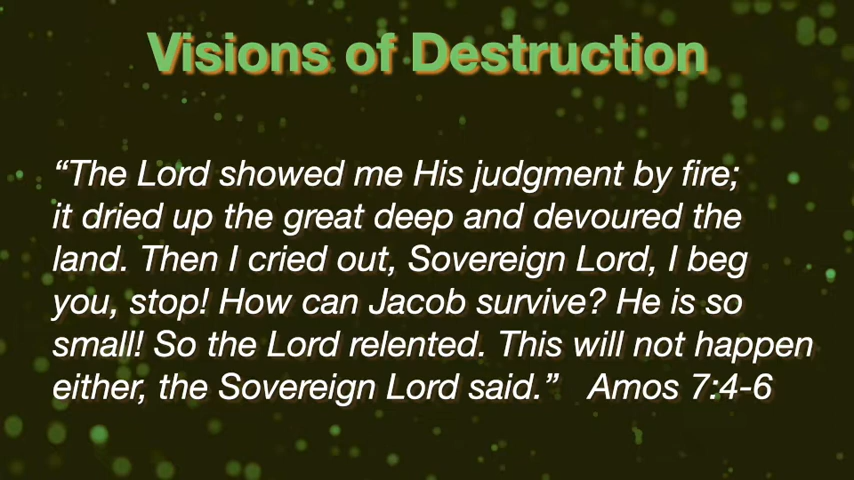 Visions of Destruction
“The Lord showed me His judgment by fire;
it dried up the great deep and devoured the
land. Then I cried out, Sovereign Lord, I beg
you, stop! How can Jacob survive? He is so
small! So the Lord relented. This will not happen
either, the Sovereign Lord said.” Amos 7:4-6